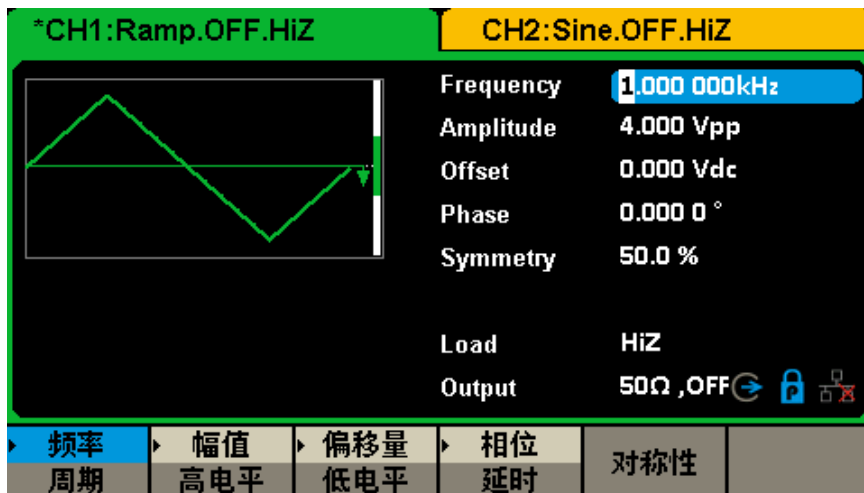 *CH1:Ramp.OFF.HiZ
CH2:Sine.OFF.HiZ
Frequency 1.000 000kHz
Amplitude 4.000 Vpp
Offset 0.000 Vdc
Phase 0.000 0 °
Symmetry 50.0 %
Load HiZ
Output 50Ω ,OFF
P
频率 幅值 偏移量 相位 对称性
周期 高电平 低电平 延时